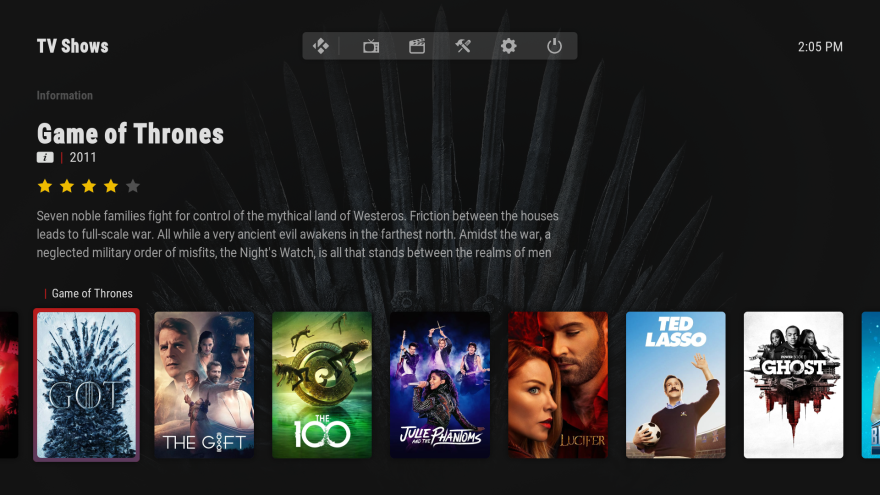 TV Shows
2:05 PM
Information
Game of Thrones
i | 2011
Seven noble families fight for control of the mythical land of Westeros. Friction between the houses
leads to full-scale war. All while a very ancient evil awakens in the farthest north. Amidst the war, a
neglected military order of misfits, the Night's Watch, is all that stands between the realms of men
| Game of Thrones
GOT
THE GIFT
THE
100
JULIE AND THE PHANTOMS
LUCIFER
TED
LASSO
GHOST